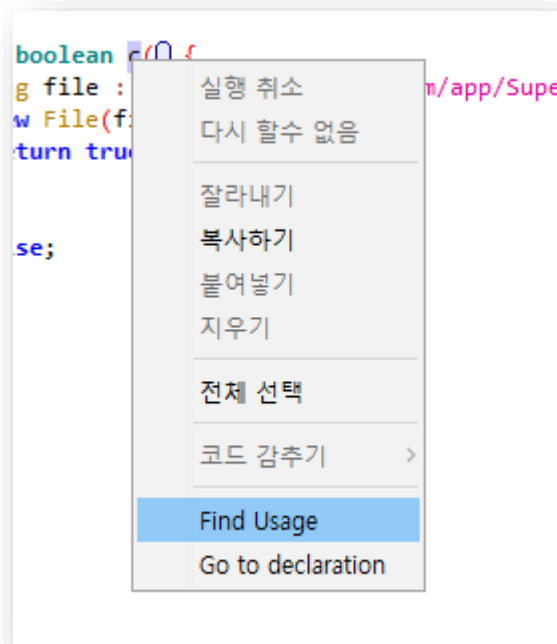 boolean c() {
g file : m/app/Supe
w File(f
turn tru
se;
실행 취소
다시 할수 없음
잘라내기
복사하기
붙여넣기
지우기
전체 선택
코드 감추기
Find Usage
Go to declaration